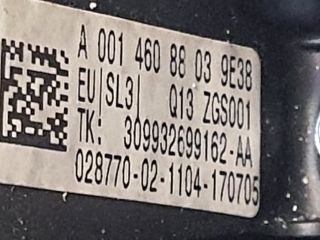 A 001 460 88 03 9E38
EU|SL3| Q13 ZGS001
TK: 309932699162-AA
028770-02-1104-170705